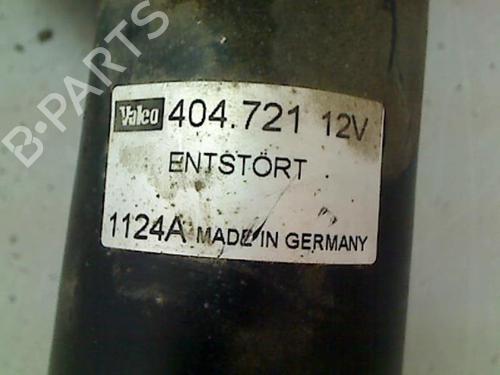 B-PARTS
Valeo 404.721 12V
ENTSTÖRT
1124A MADE IN GERMANY